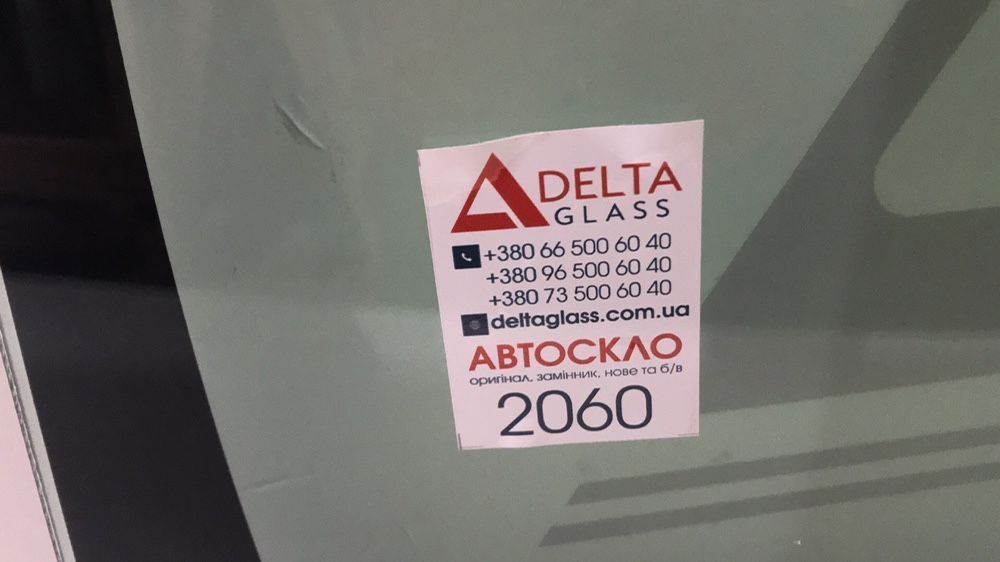 DELTA
GLASS
+380 66 500 60 40
+380 96 500 60 40
+380 73 500 60 40
deltaglass.com.ua
АВТОСКЛО
оригінал, замінник, нове та б/в
2060